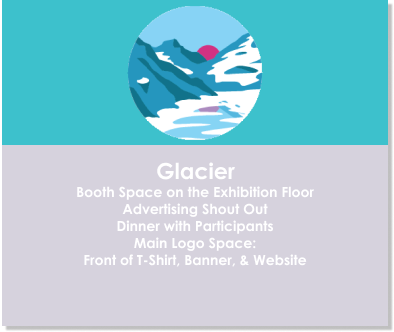 Glacier
Booth Space on the Exhibition Floor
Advertising Shout Out
Dinner with Participants
Main Logo Space:
Front of T-Shirt, Banner, & Website